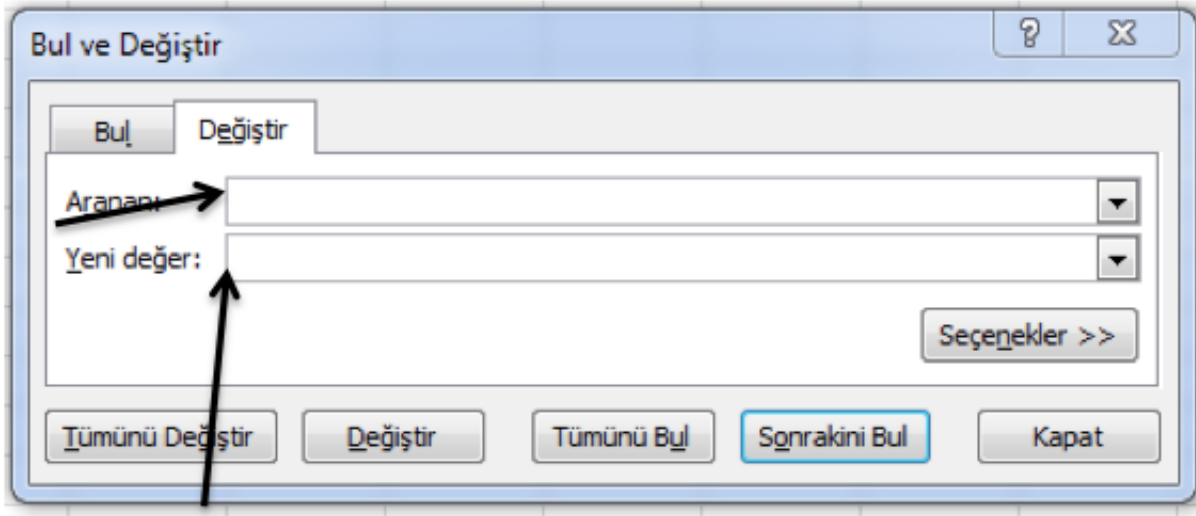 Bul ve Değiştir
Bul Değiştir
Aranan:
Yeni değer:
Seçenekler >>
Tümünü Değiştir Değiştir Tümünü Bul Sonrakini Bul Kapat